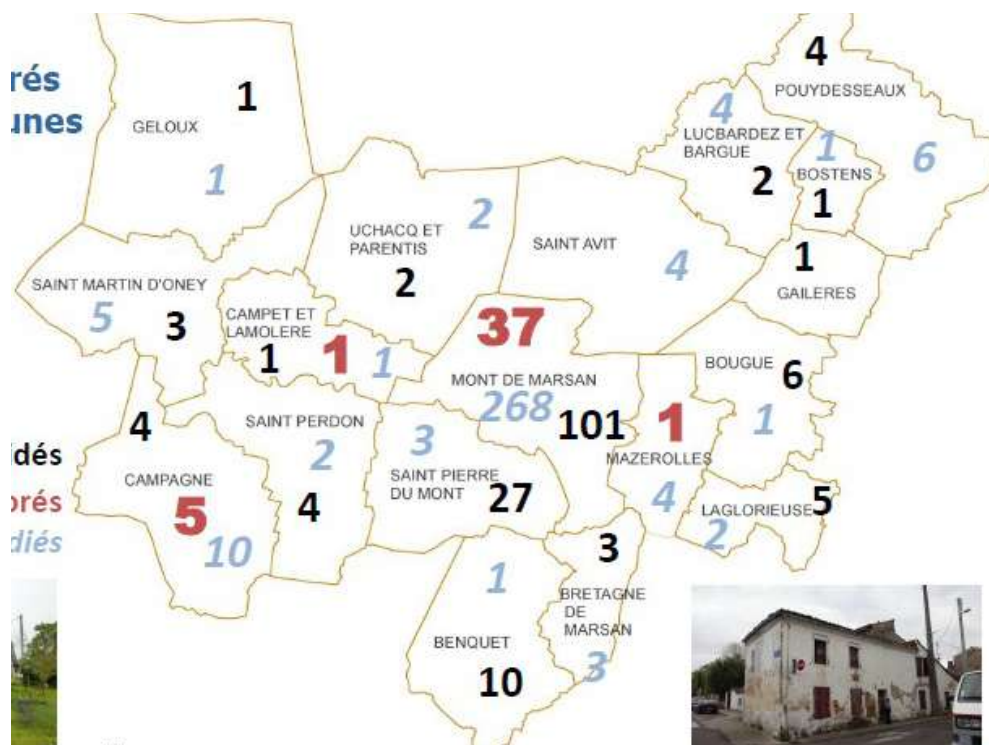 rés
unes
4
POUYDESSEAUX
1
GELOUX
1
4
LUCBARDEZ ET
BARGUE
2
1
BOSTENS
1
6
2
UCHACQ ET
PARENTIS
2
SAINT AVIT
4
1
GAILERES
SAINT MARTIN D'ONEY
5
3
CAMPET ET
LAMOLERE
1
1
1
37
MONT DE MARSAN
268
101
BOUGUE
6
1
1
MAZEROLLES
4
4
CAMPAGNE
5
10
SAINT PERDON
2
4
3
SAINT PIERRE
DU MONT
27
LAGLORIEUSE
5
2
idés
orés
diés
1
BENQUET
10
3
BRETAGNE
DE
MARSAN
3